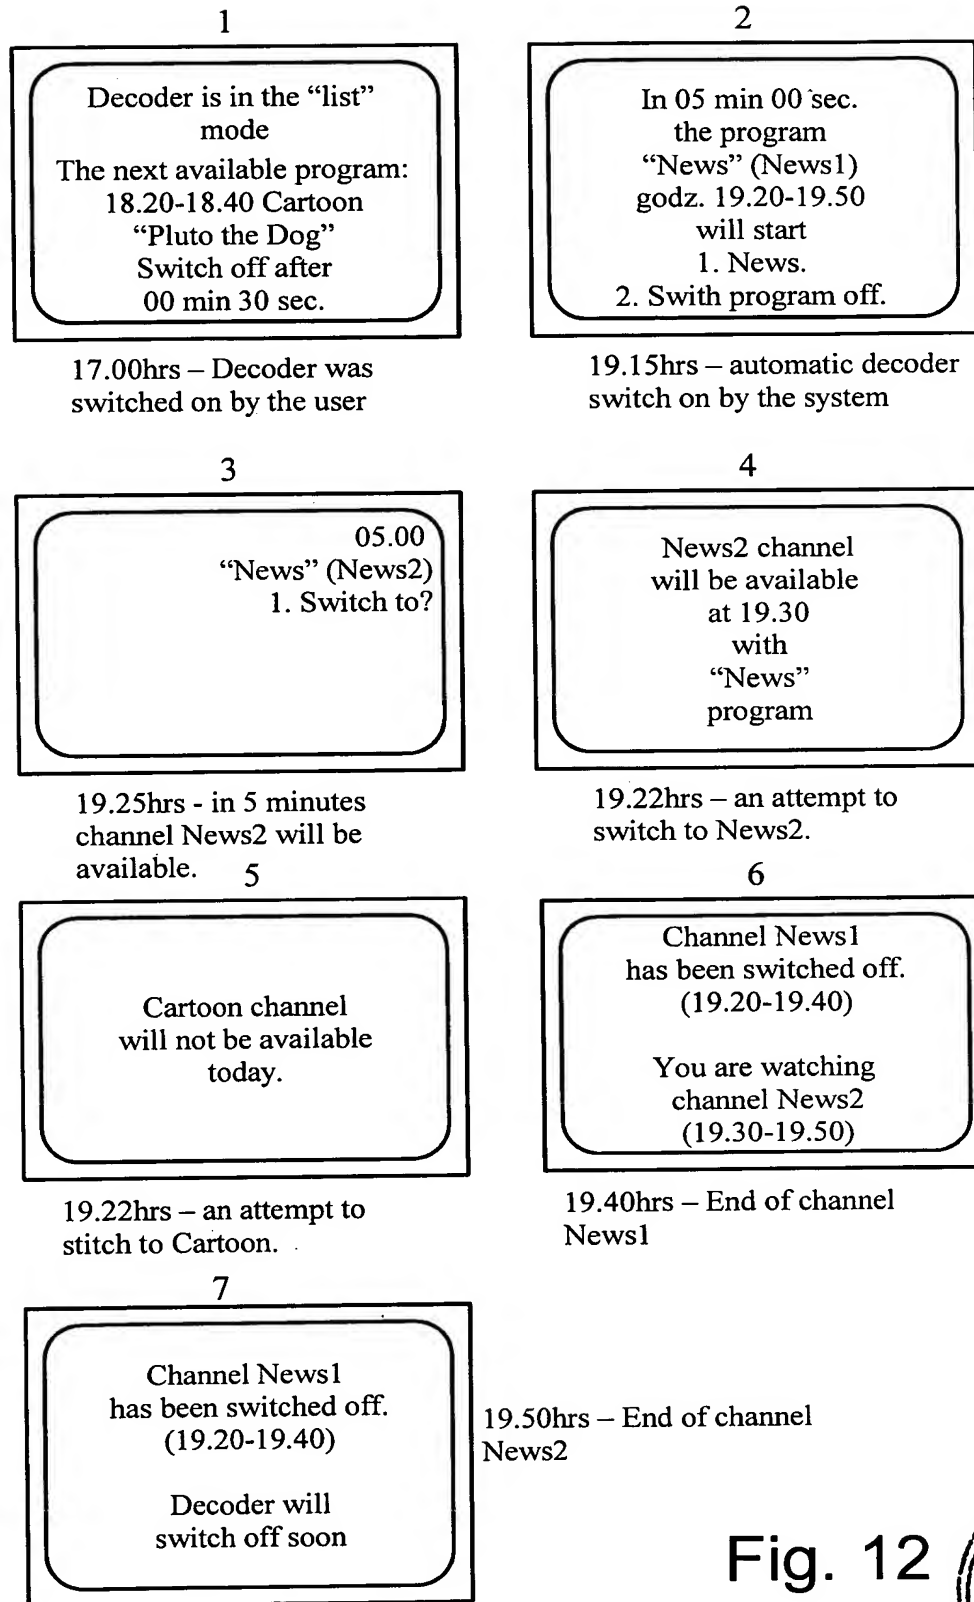 1
Decoder is in the “list”
mode
The next available program:
18.20-18.40 Cartoon
“Pluto the Dog”
Switch off after
00 min 30 sec.
17.00hrs – Decoder was
switched on by the user
2
In 05 min 00 sec.
the program
“News” (News1)
godz. 19.20-19.50
will start
1. News.
2. Swith program off.
19.15hrs – automatic decoder
switch on by the system
3
05.00
“News” (News2)
1. Switch to?
19.25hrs - in 5 minutes
channel News2 will be
available.
4
News2 channel
will be available
at 19.30
with
“News”
program
19.22hrs – an attempt to
switch to News2.
5
Cartoon channel
will not be available
today.
19.22hrs – an attempt to
stitch to Cartoon.
6
Channel News1
has been switched off.
(19.20-19.40)
You are watching
channel News2
(19.30-19.50)
19.40hrs – End of channel
News1
7
Channel News1
has been switched off.
(19.20-19.40)
Decoder will
switch off soon
19.50hrs – End of channel
News2
Fig. 12